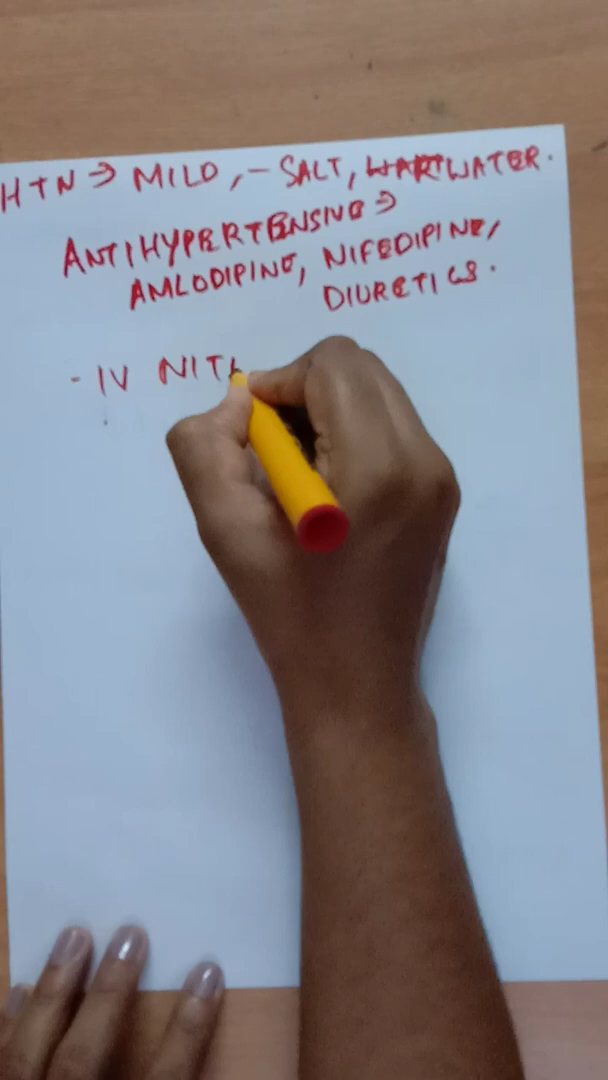 HTN → MILD, - SALT, WATER.
ANTIHYPERTENSIVE →
AMLODIPINE, NIFEDIPINE,
DIURETICS.
- IV NIT